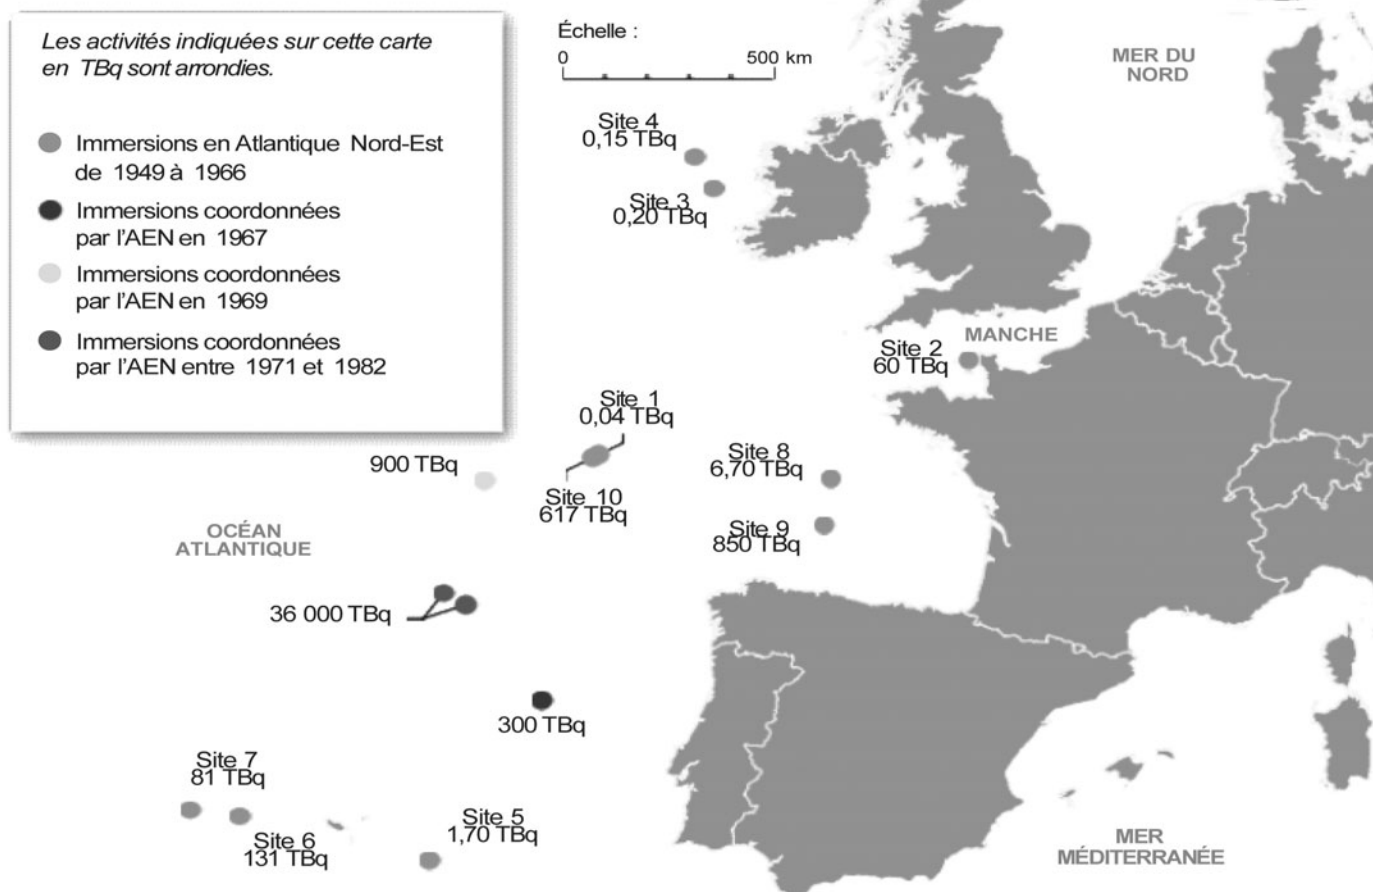 Les activités indiquées sur cette carte
en TBq sont arrondies.
Immersions en Atlantique Nord-Est
de 1949 à 1966
Immersions coordonnées
par l'AEN en 1967
Immersions coordonnées
par l'AEN en 1969
Immersions coordonnées
par l'AEN entre 1971 et 1982
Échelle :
0 500 km
MER DU
NORD
Site 4
0,15 TBq
Site 3
0,20 TBq
MANCHE
Site 2
60 TBq
Site 1
0,04 TBq
900 TBq
Site 10
617 TBq
Site 8
6,70 TBq
Site 9
850 TBq
OCÉAN
ATLANTIQUE
36 000 TBq
300 TBq
Site 7
81 TBq
Site 6
131 TBq
Site 5
1,70 TBq
MER
MÉDITERRANÉE